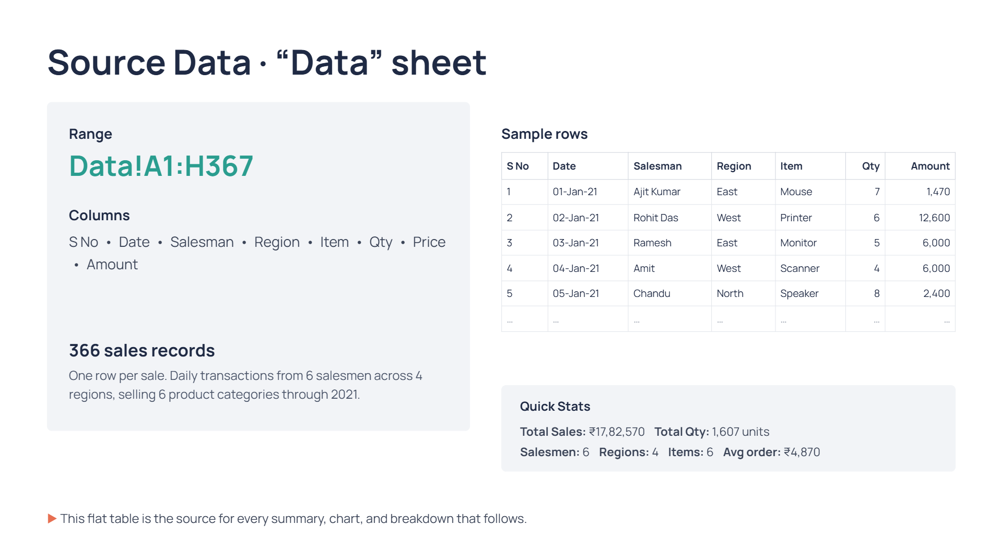 Source Data · “Data” sheet
Range
Data!A1:H367
Columns
S No • Date • Salesman • Region • Item • Qty • Price
• Amount
366 sales records
One row per sale. Daily transactions from 6 salesmen across 4
regions, selling 6 product categories through 2021.
Sample rows
S No Date Salesman Region Item Qty Amount
1 01-Jan-21 Ajit Kumar East Mouse 7 1,470
2 02-Jan-21 Rohit Das West Printer 6 12,600
3 03-Jan-21 Ramesh East Monitor 5 6,000
4 04-Jan-21 Amit West Scanner 4 6,000
5 05-Jan-21 Chandu North Speaker 8 2,400
... ... ... ... ... ... ...
Quick Stats
Total Sales: ₹17,82,570 Total Qty: 1,607 units
Salesmen: 6 Regions: 4 Items: 6 Avg order: ₹4,870
▶ This flat table is the source for every summary, chart, and breakdown that follows.